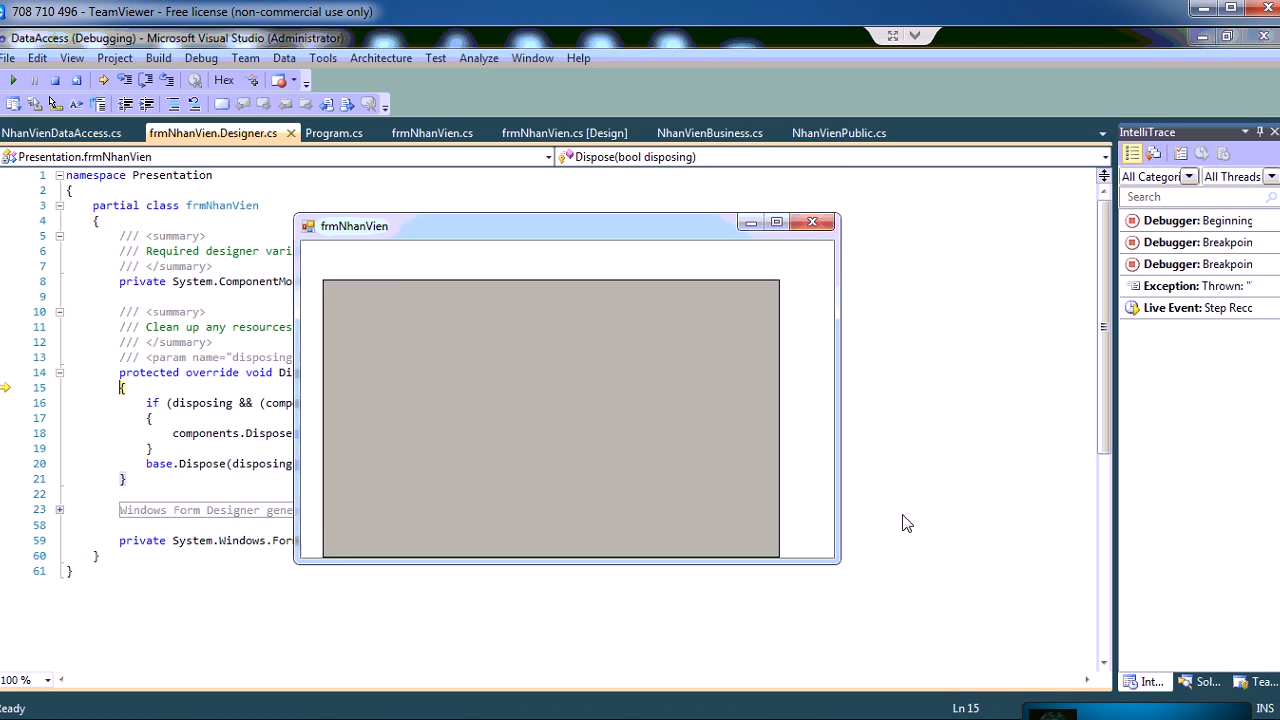 708 710 496 - TeamViewer - Free license (non-commercial use only)
DataAccess (Debugging) - Microsoft Visual Studio (Administrator)
File Edit View Project Build Debug Team Data Tools Architecture Test Analyze Window Help
Hex
NhanVienDataAccess.cs frmNhanVien.Designer.cs Program.cs frmNhanVien.cs frmNhanVien.cs [Design] NhanVienBusiness.cs NhanVienPublic.cs
Presentation.frmNhanVien Dispose(bool disposing)
1 namespace Presentation
2 {
3 partial class frmNhanVien
4 {
5 /// <summary>
6 /// Required designer vari
7 /// </summary>
8 private System.ComponentMo
9
10 /// <summary>
11 /// Clean up any resources
12 /// </summary>
13 /// <param name="disposing
14 protected override void Di
15 {
16 if (disposing && (comp
17 {
18 components.Dispose
19 }
20 base.Dispose(disposing
21 }
22
23 Windows Form Designer gene
58
59 private System.Windows.For
60 }
61 }
100 %
frmNhanVien
IntelliTrace
All Categori All Threads
Search
Debugger: Beginning
Debugger: Breakpoin
Debugger: Breakpoin
Exception: Thrown: "
Live Event: Step Recc
Int... Sol... Tea...
Ready Ln 15 INS